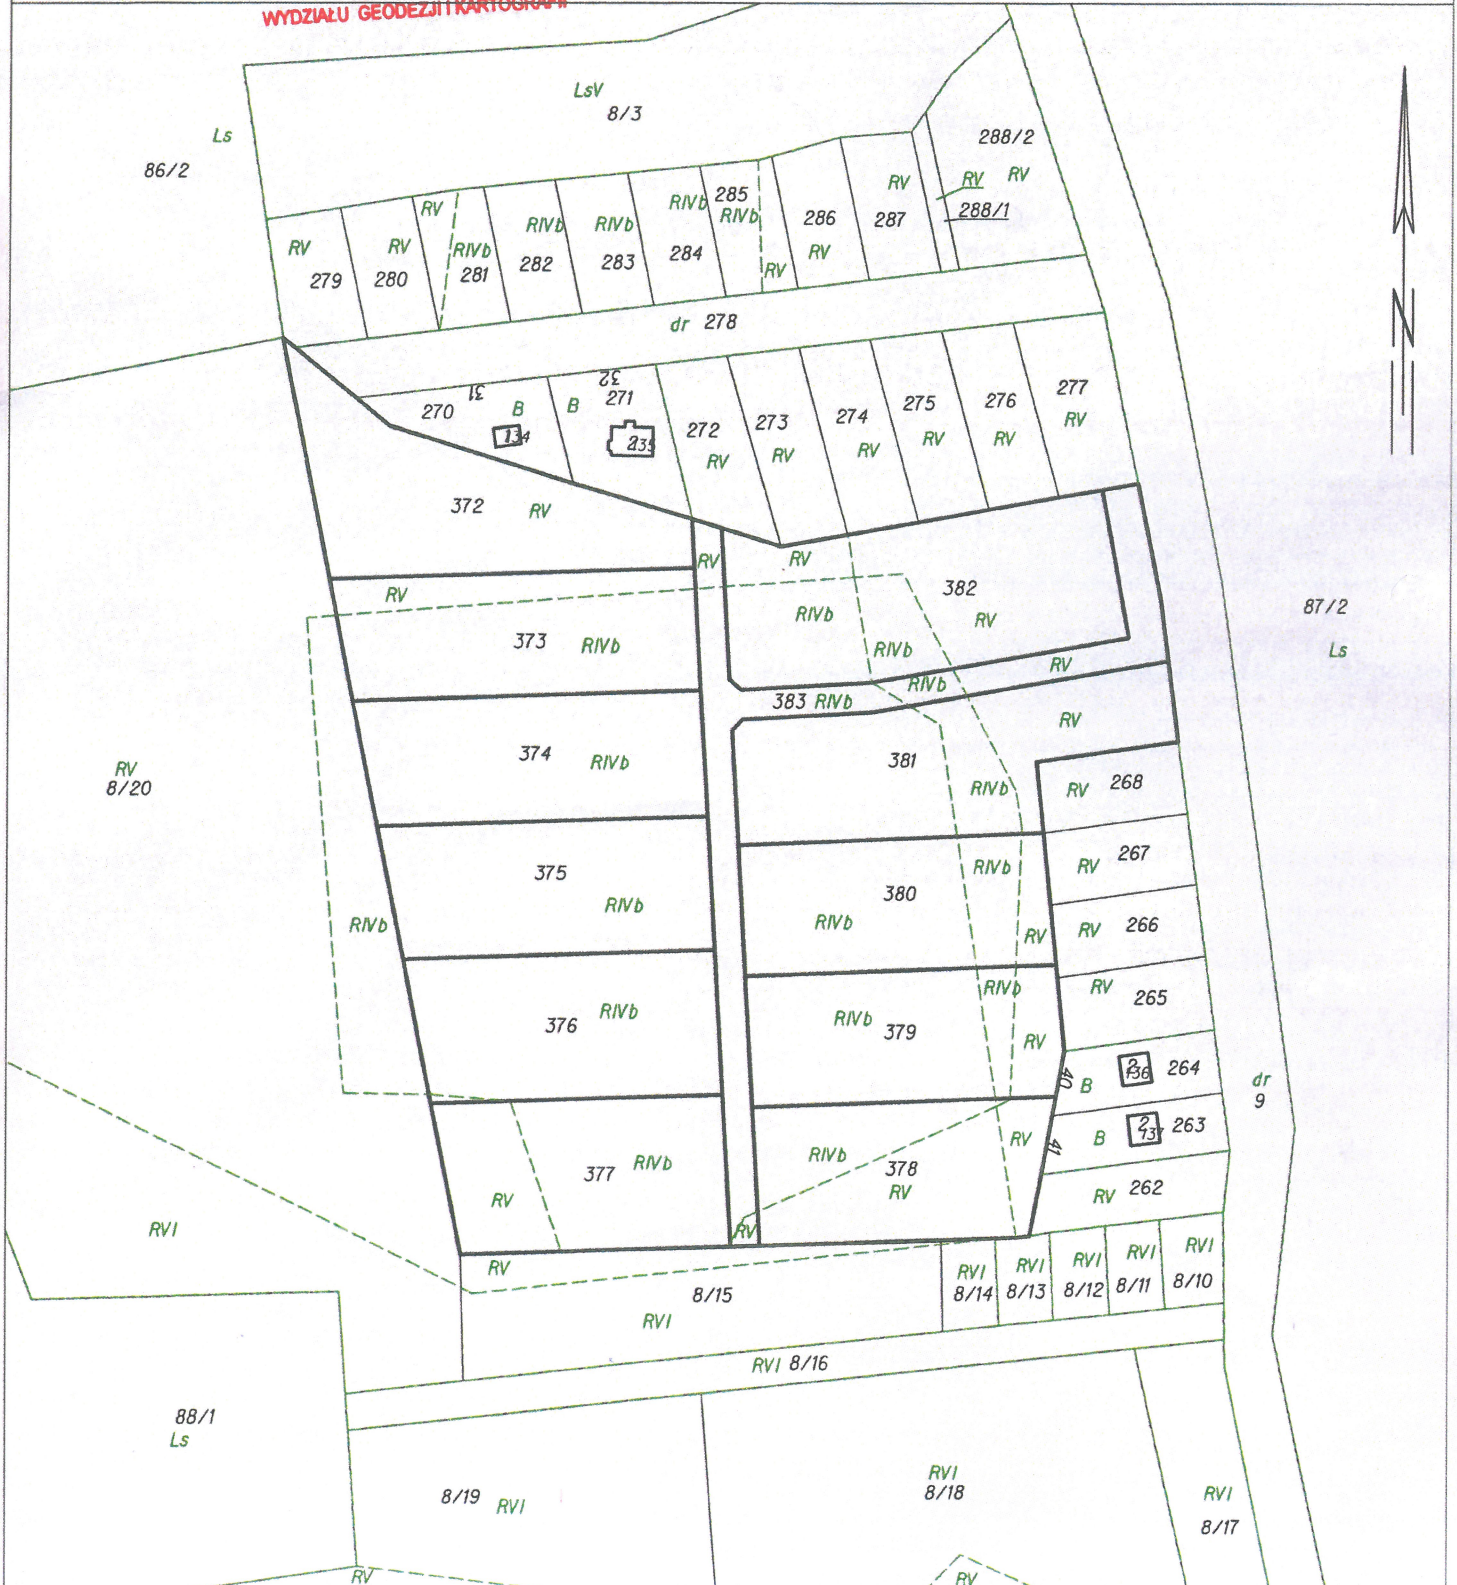 WYDZIAŁU GEODEZJI I KARTOGRAFII
LsV
8/3
Ls
86/2
288/2
RV
RV
288/1
RV
287
285
RIVb
RIVb
284
286
RV
RV
RIVb
283
RIVb
282
RV
RIVb
281
RV
280
RV
279
dr 278
N
31
270
B
134
32
271
B
235
272
RV
273
RV
274
RV
275
RV
276
RV
277
RV
372
RV
RV
RV
382
RV
RIVb
RIVb
RV
87/2
Ls
RV
373
RIVb
383 RIVb
RIVb
RV
381
RIVb
374
RIVb
RV
8/20
268
RV
267
RV
375
RIVb
RIVb
380
RIVb
RIVb
RV
266
RV
265
RV
376
RIVb
379
RIVb
RIVb
RV
40
B
2
136
264
dr
9
41
B
2
137
263
262
RV
377
RIVb
RV
378
RIVb
RV
RV
RV
RVI
RV
8/15
RVI
RVI
8/14
RVI
8/13
RVI
8/12
RVI
8/11
RVI
8/10
RVI 8/16
88/1
Ls
8/19
RVI
RVI
8/18
RVI
8/17
RV
RV